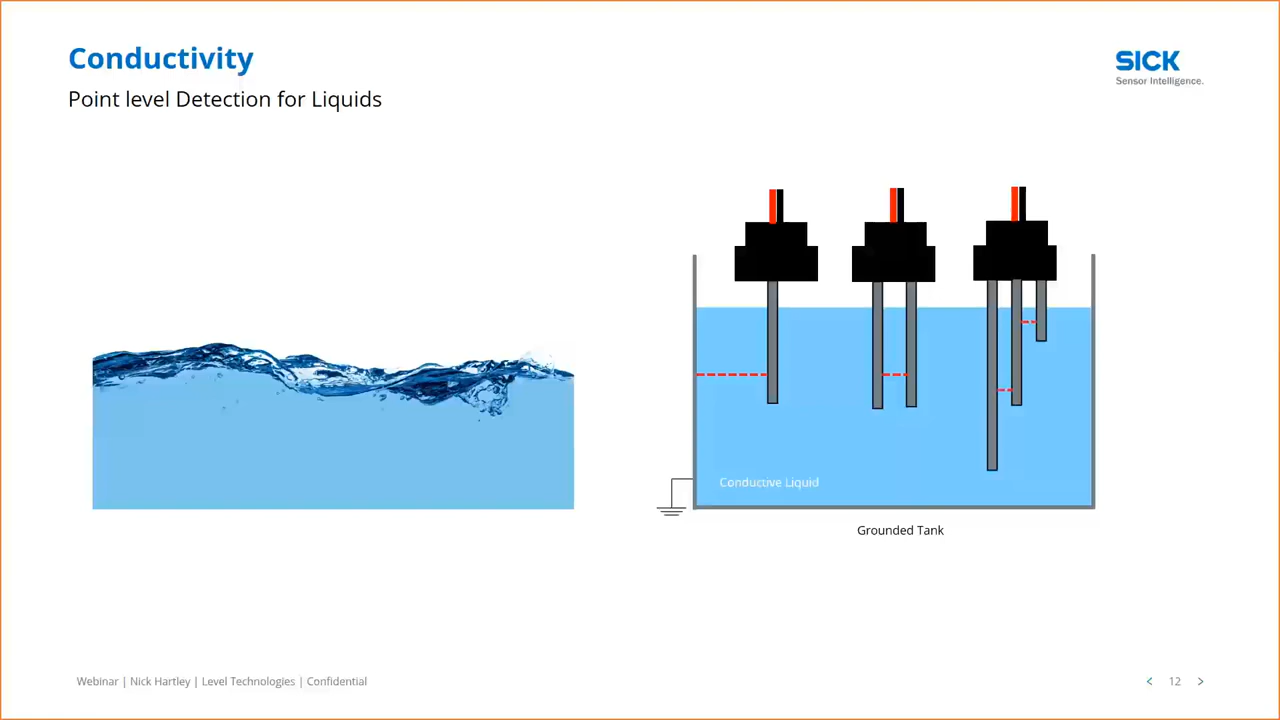 Conductivity
Point level Detection for Liquids
SICK
Sensor Intelligence.
Conductive Liquid
Grounded Tank
Webinar | Nick Hartley | Level Technologies | Confidential
< 12 >